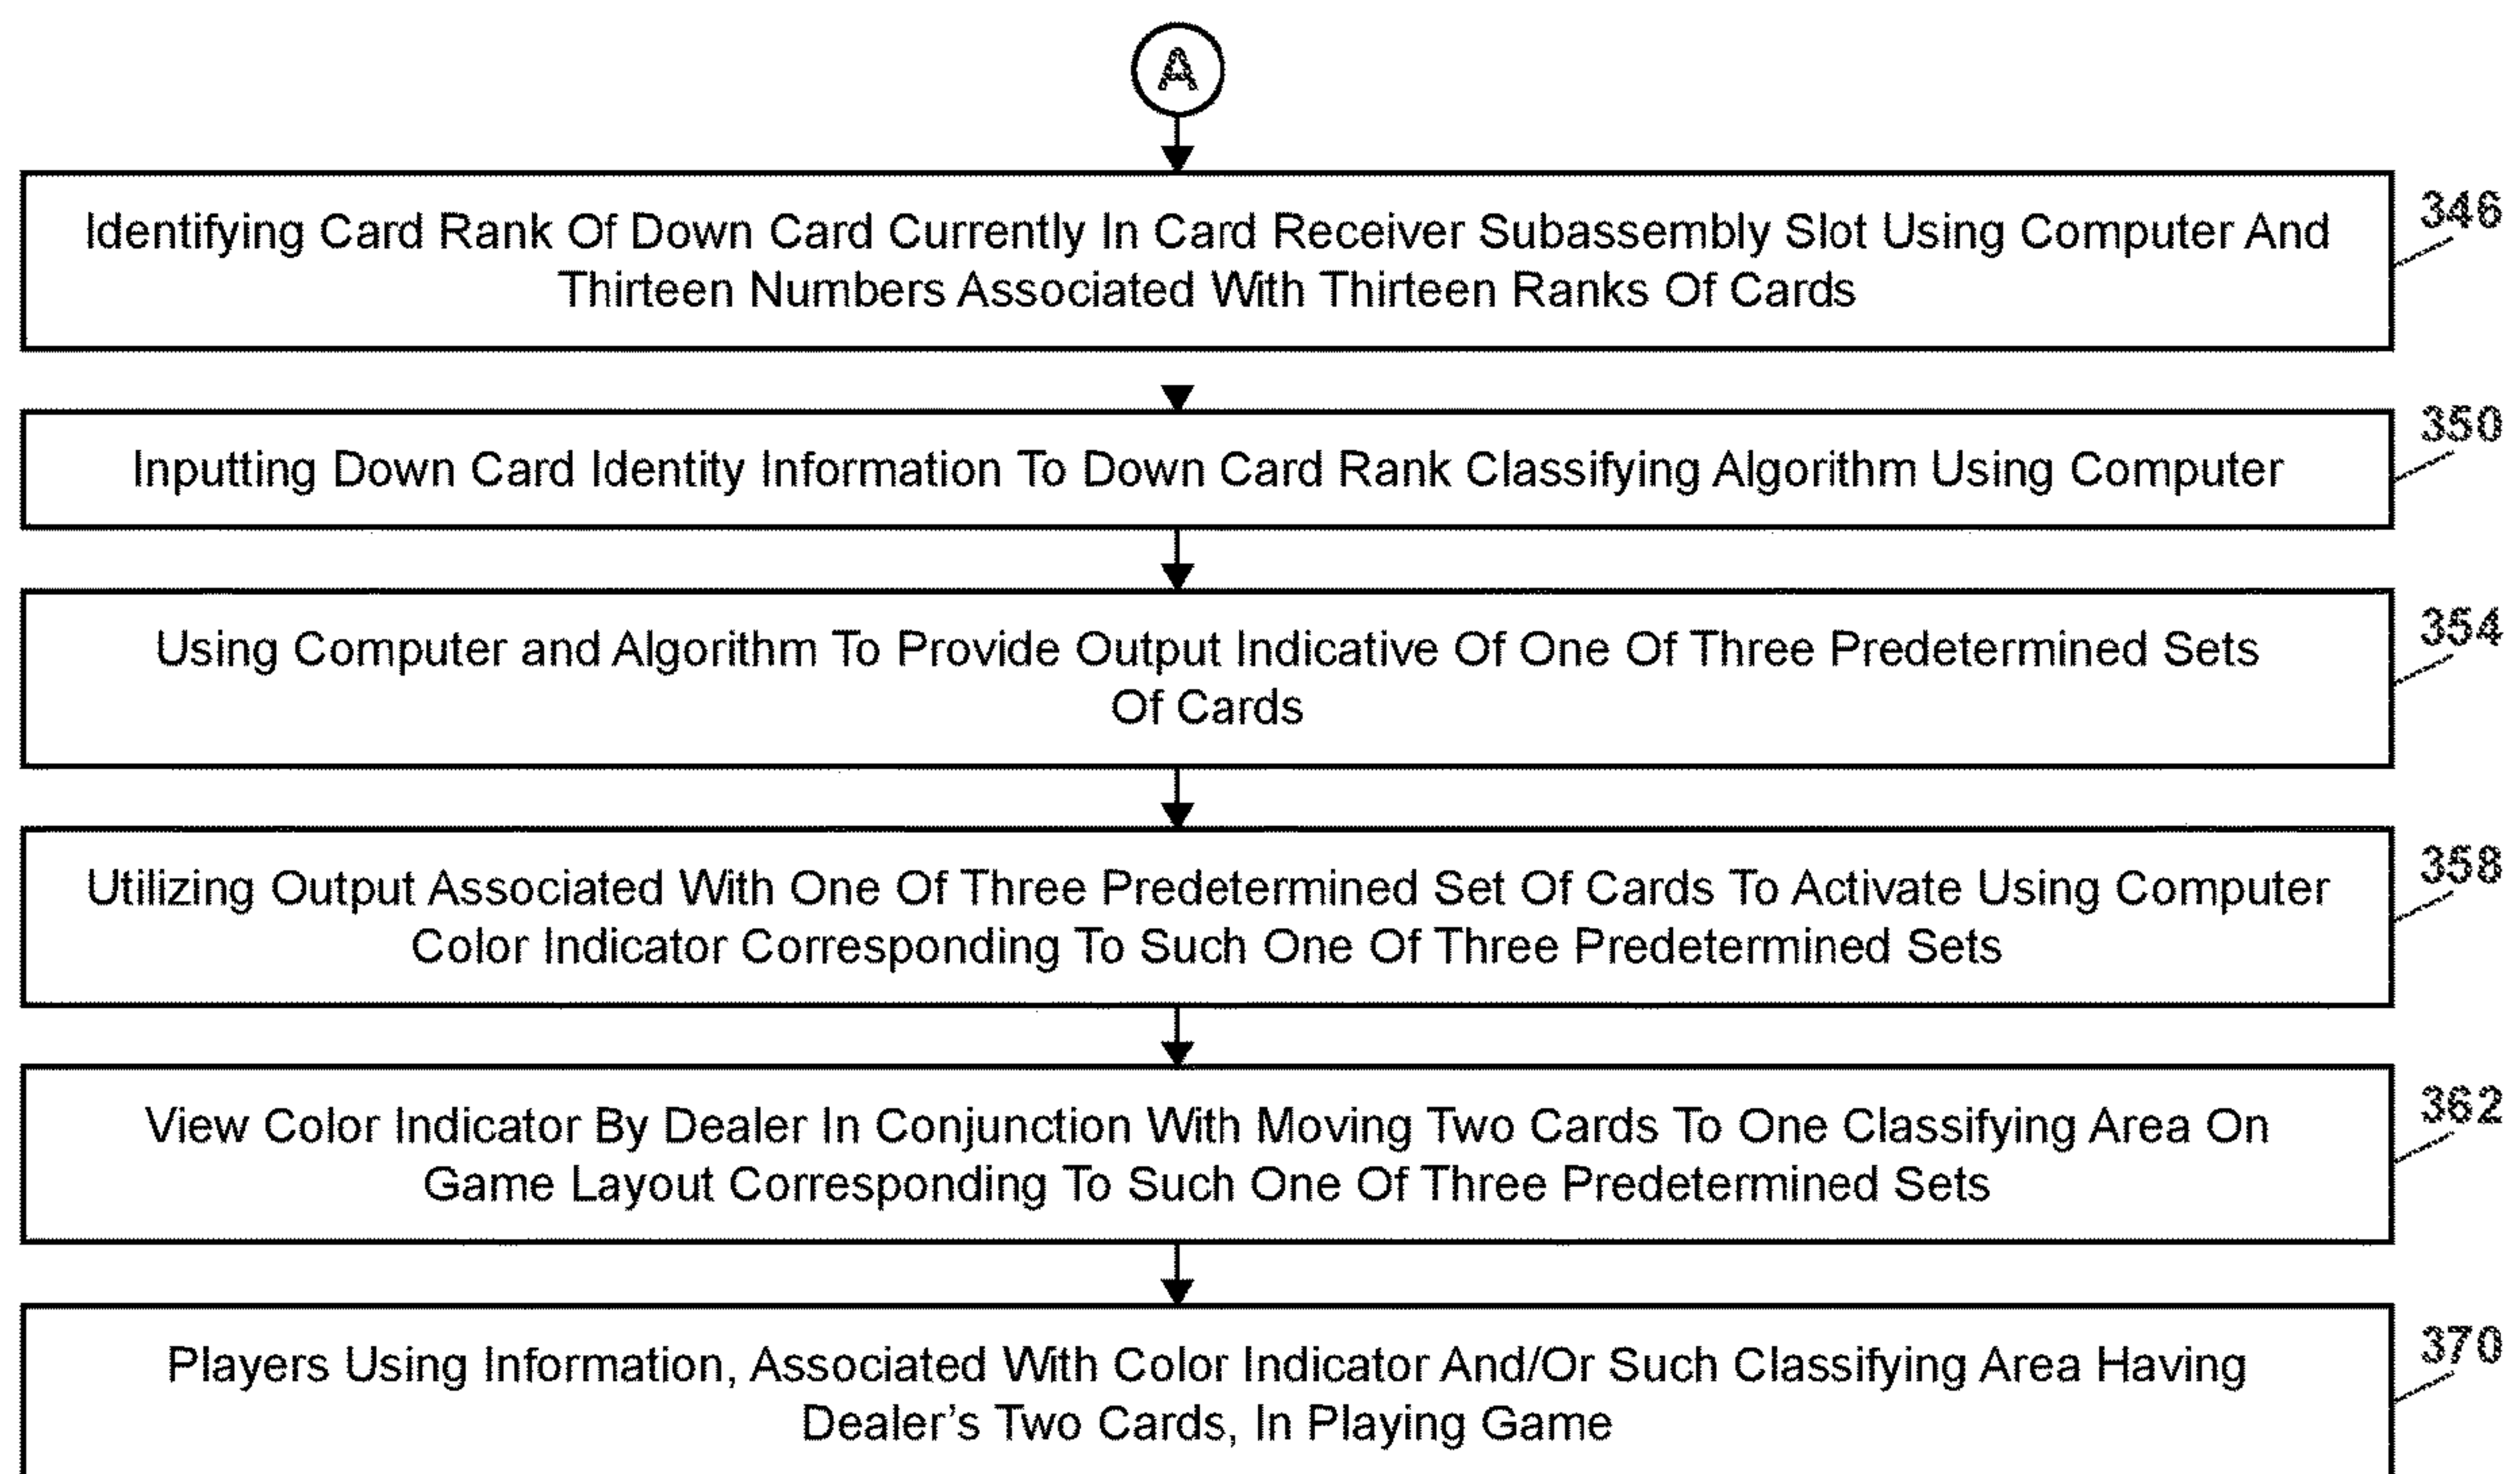 A
Identifying Card Rank Of Down Card Currently In Card Receiver Subassembly Slot Using Computer And
Thirteen Numbers Associated With Thirteen Ranks Of Cards
346
Inputting Down Card Identity Information To Down Card Rank Classifying Algorithm Using Computer
350
Using Computer and Algorithm To Provide Output Indicative Of One Of Three Predetermined Sets
Of Cards
354
Utilizing Output Associated With One Of Three Predetermined Set Of Cards To Activate Using Computer
Color Indicator Corresponding To Such One Of Three Predetermined Sets
358
View Color Indicator By Dealer In Conjunction With Moving Two Cards To One Classifying Area On
Game Layout Corresponding To Such One Of Three Predetermined Sets
362
Players Using Information, Associated With Color Indicator And/Or Such Classifying Area Having
Dealer's Two Cards, In Playing Game
370